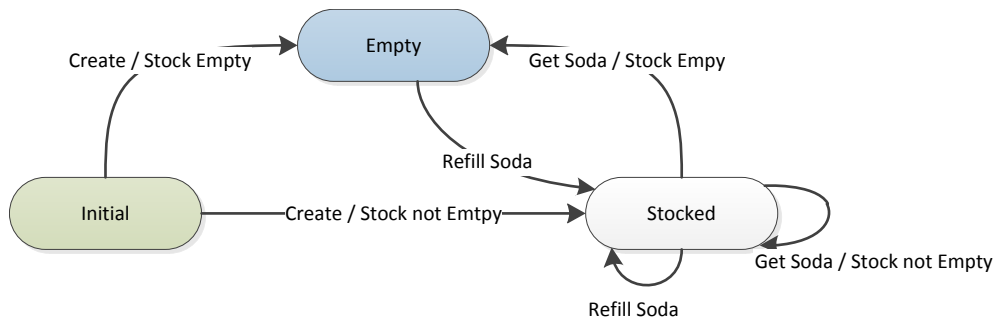 Empty
Create / Stock Empty
Get Soda / Stock Empy
Refill Soda
Initial
Create / Stock not Emtpy
Stocked
Get Soda / Stock not Empty
Refill Soda